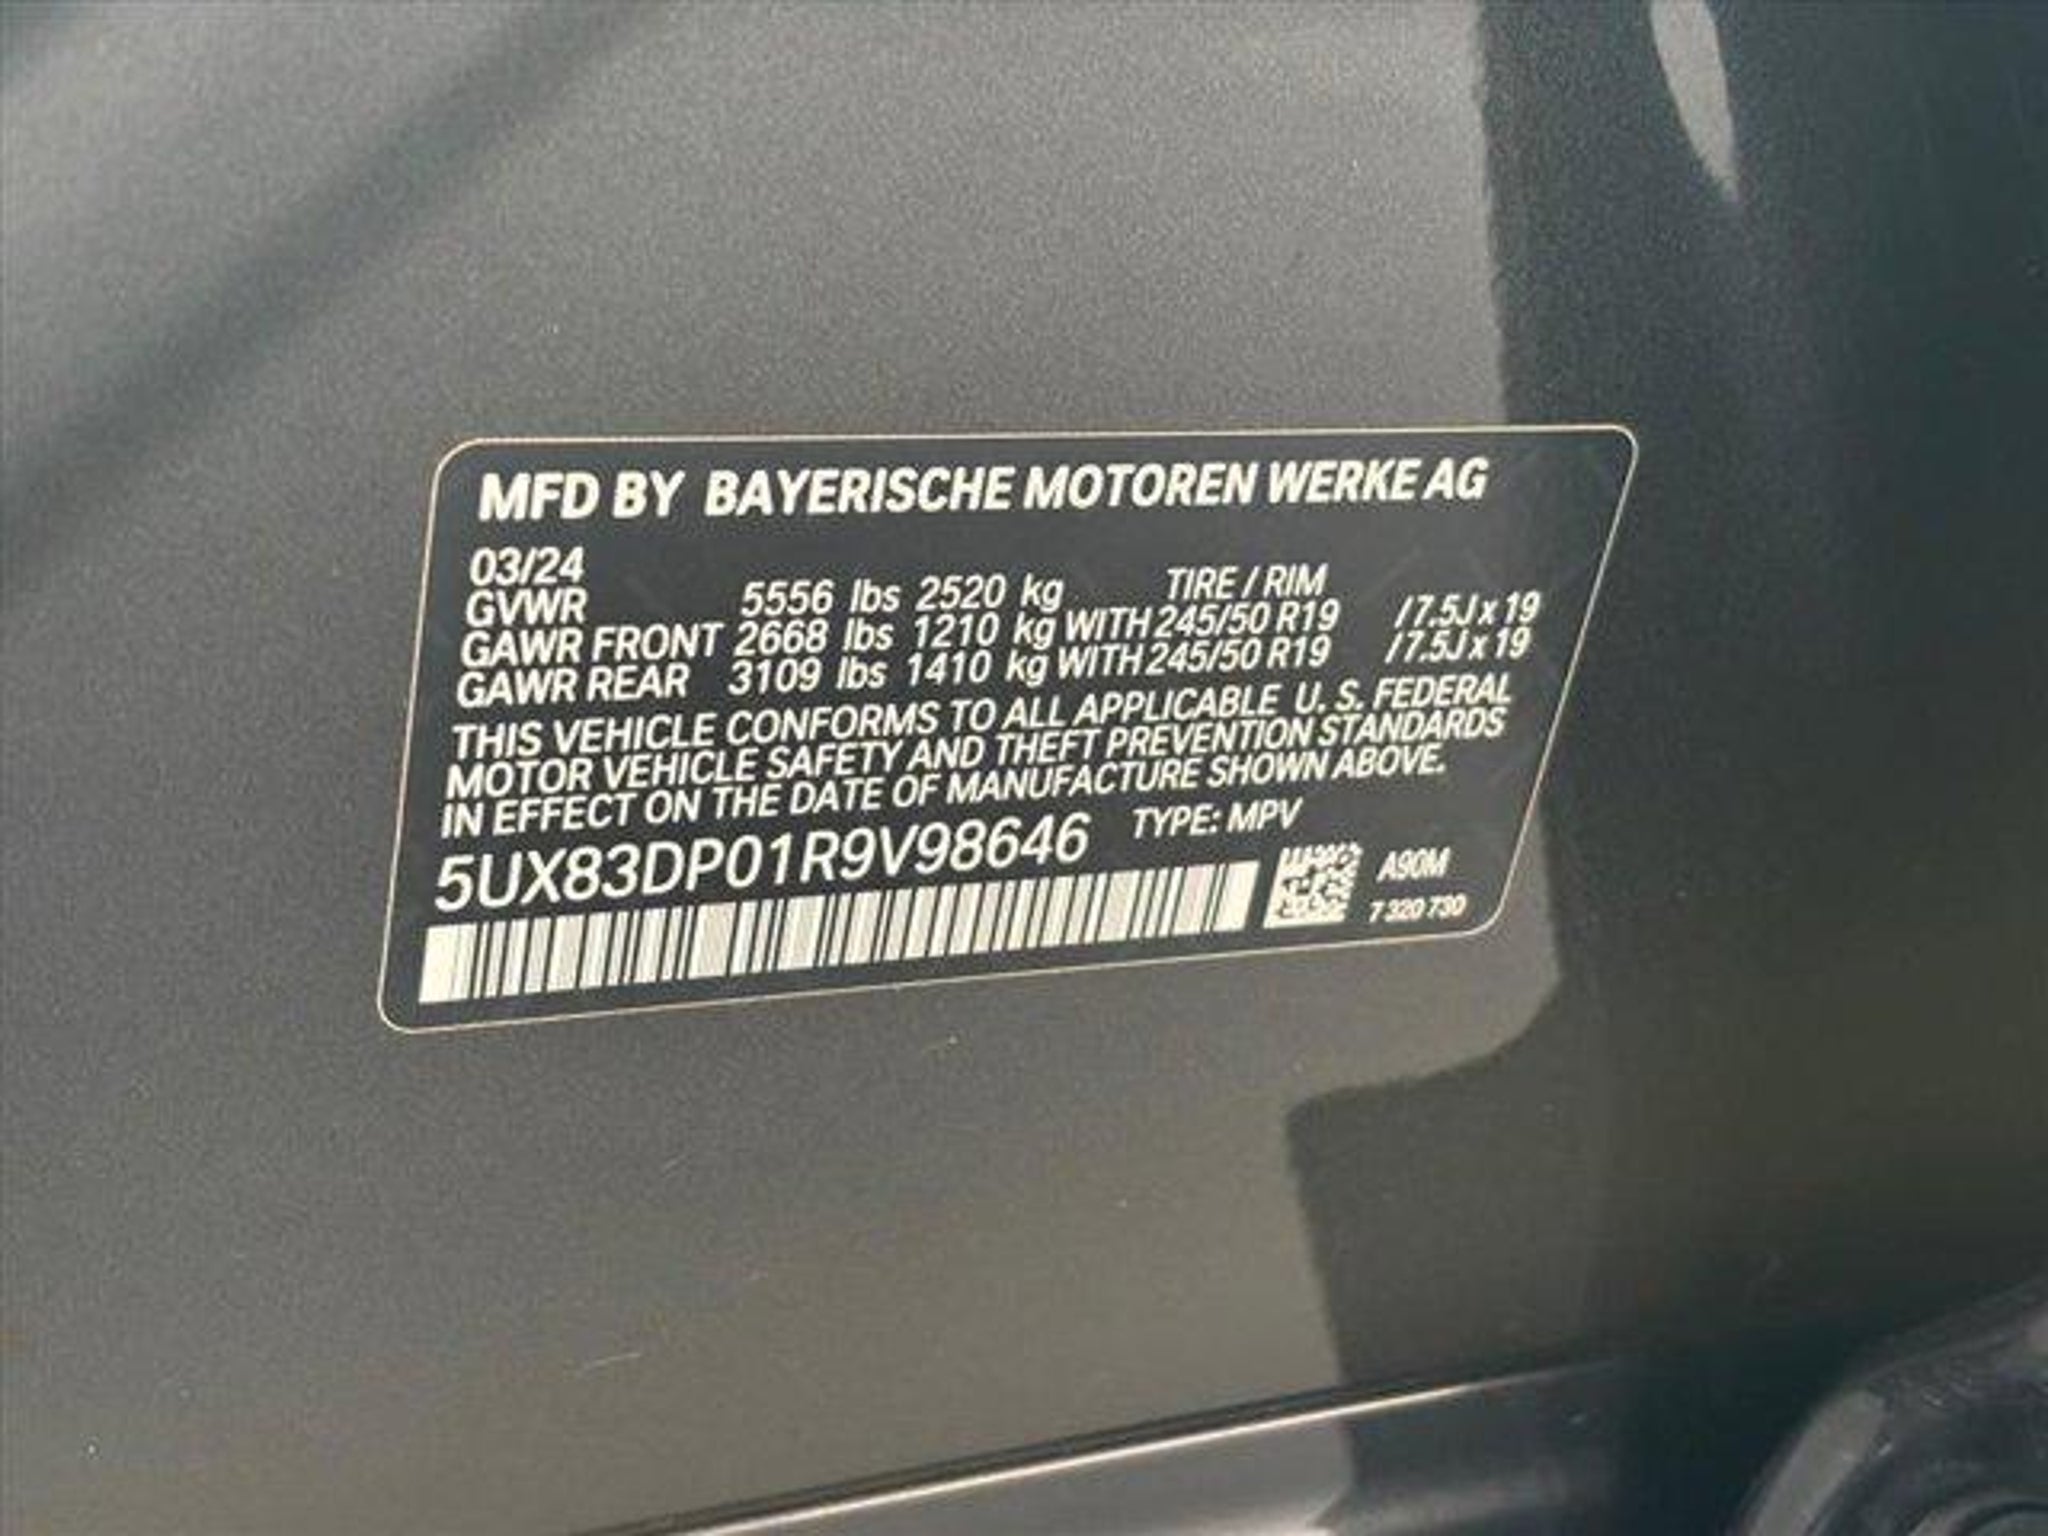 MFD BY BAYERISCHE MOTOREN WERKE AG
03/24
GVWR 5556 lbs 2520 kg TIRE / RIM
GAWR FRONT 2668 lbs 1210 kg WITH 245/50 R19 / 7.5J x 19
GAWR REAR 3109 lbs 1410 kg WITH 245/50 R19 / 7.5J x 19
THIS VEHICLE CONFORMS TO ALL APPLICABLE U. S. FEDERAL
MOTOR VEHICLE SAFETY AND THEFT PREVENTION STANDARDS
IN EFFECT ON THE DATE OF MANUFACTURE SHOWN ABOVE.
5UX83DP01R9V98646 TYPE: MPV
A90M
7 320 730